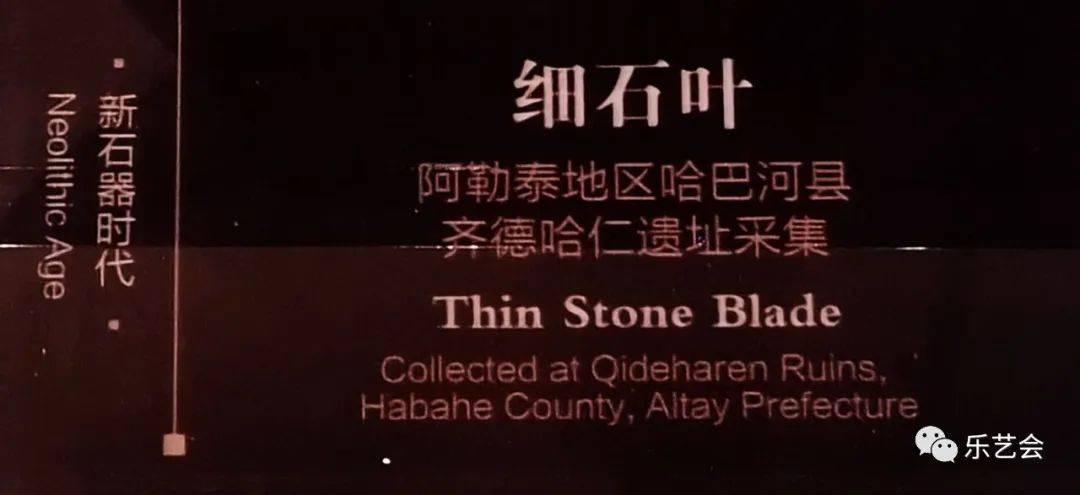 · 新石器时代 ·
Neolithic Age
细石叶
阿勒泰地区哈巴河县
齐德哈仁遗址采集
Thin Stone Blade
Collected at Qideharen Ruins,
Habahe County, Altay Prefecture
乐艺会